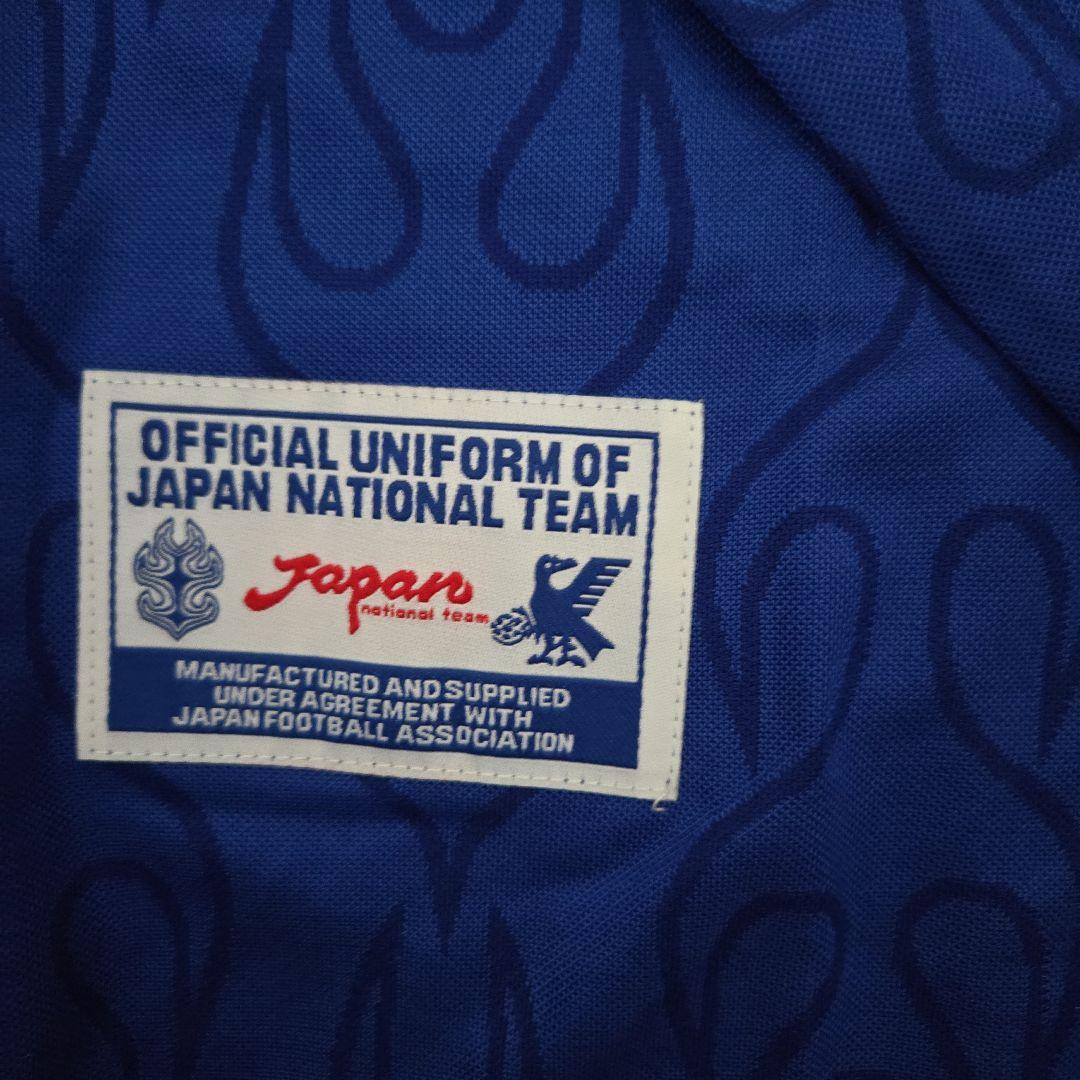 OFFICIAL UNIFORM OF
JAPAN NATIONAL TEAM
Japan
national team
MANUFACTURED AND SUPPLIED
UNDER AGREEMENT WITH
JAPAN FOOTBALL ASSOCIATION